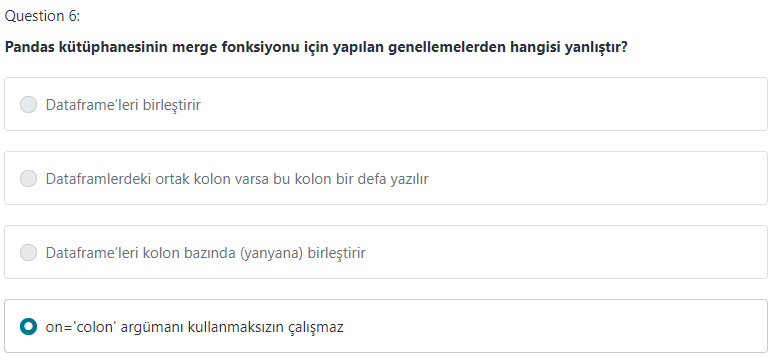 Question 6:
Pandas kütüphanesinin merge fonksiyonu için yapılan genellemelerden hangisi yanlıştır?
Dataframe’leri birleştirir
Dataframlerdeki ortak kolon varsa bu kolon bir defa yazılır
Dataframe’leri kolon bazında (yanyana) birleştirir
on='colon' argümanı kullanmaksızın çalışmaz